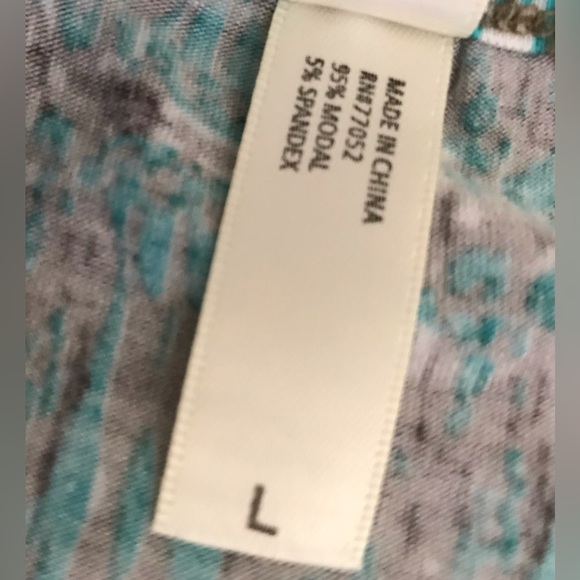 MADE IN CHINA
RN#77052
95% MODAL
5% SPANDEX
L